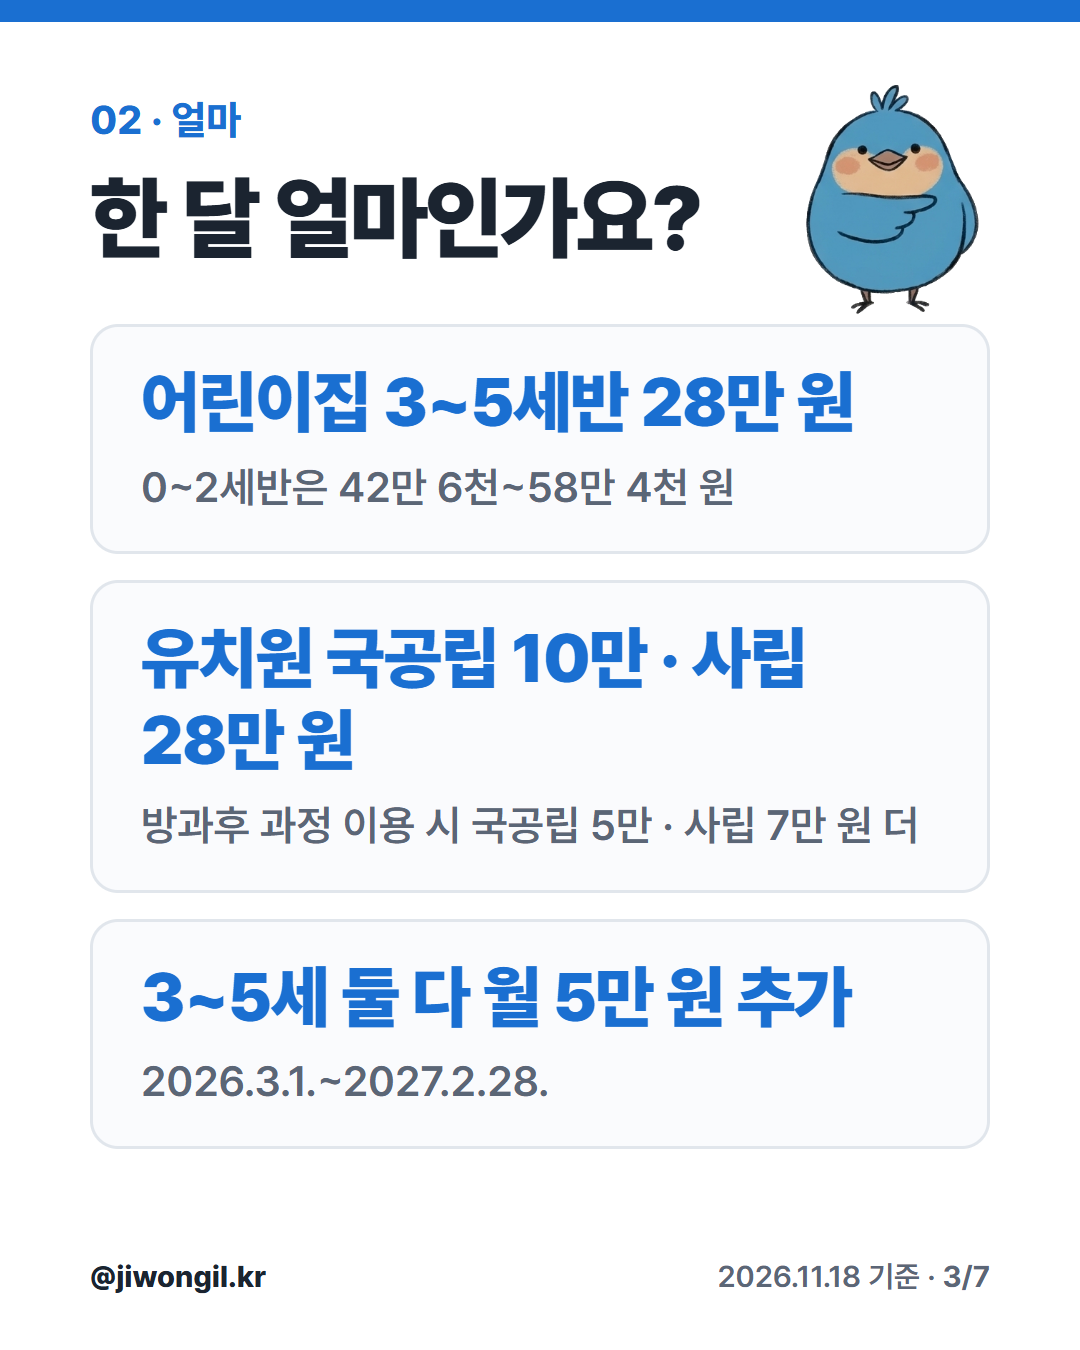 02 · 얼마
한 달 얼마인가요?
어린이집 3~5세반 28만 원
0~2세반은 42만 6천~58만 4천 원
유치원 국공립 10만 · 사립
28만 원
방과후 과정 이용 시 국공립 5만 · 사립 7만 원 더
3~5세 둘 다 월 5만 원 추가
2026.3.1.~2027.2.28.
@jiwongil.kr
2026.11.18 기준 · 3/7